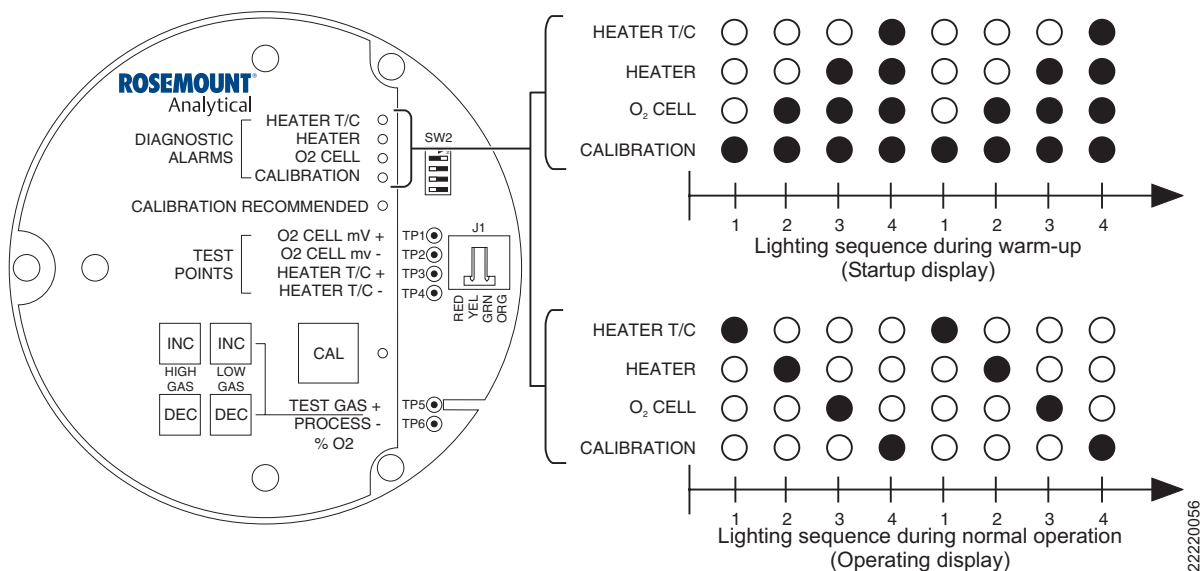 ROSEMOUNT®
Analytical
DIAGNOSTIC
ALARMS
HEATER T/C
HEATER
O2 CELL
CALIBRATION
SW2
CALIBRATION RECOMMENDED
TEST
POINTS
O2 CELL mV +
O2 CELL mv -
HEATER T/C +
HEATER T/C -
TP1
TP2
TP3
TP4
J1
RED
YEL
GRN
ORG
INC
INC
HIGH
GAS
LOW
GAS
DEC
DEC
CAL
TEST GAS +
PROCESS -
% O2
TP5
TP6
HEATER T/C
HEATER
O₂ CELL
CALIBRATION
1 2 3 4 1 2 3 4
Lighting sequence during warm-up
(Startup display)
HEATER T/C
HEATER
O₂ CELL
CALIBRATION
1 2 3 4 1 2 3 4
Lighting sequence during normal operation
(Operating display)
22220056